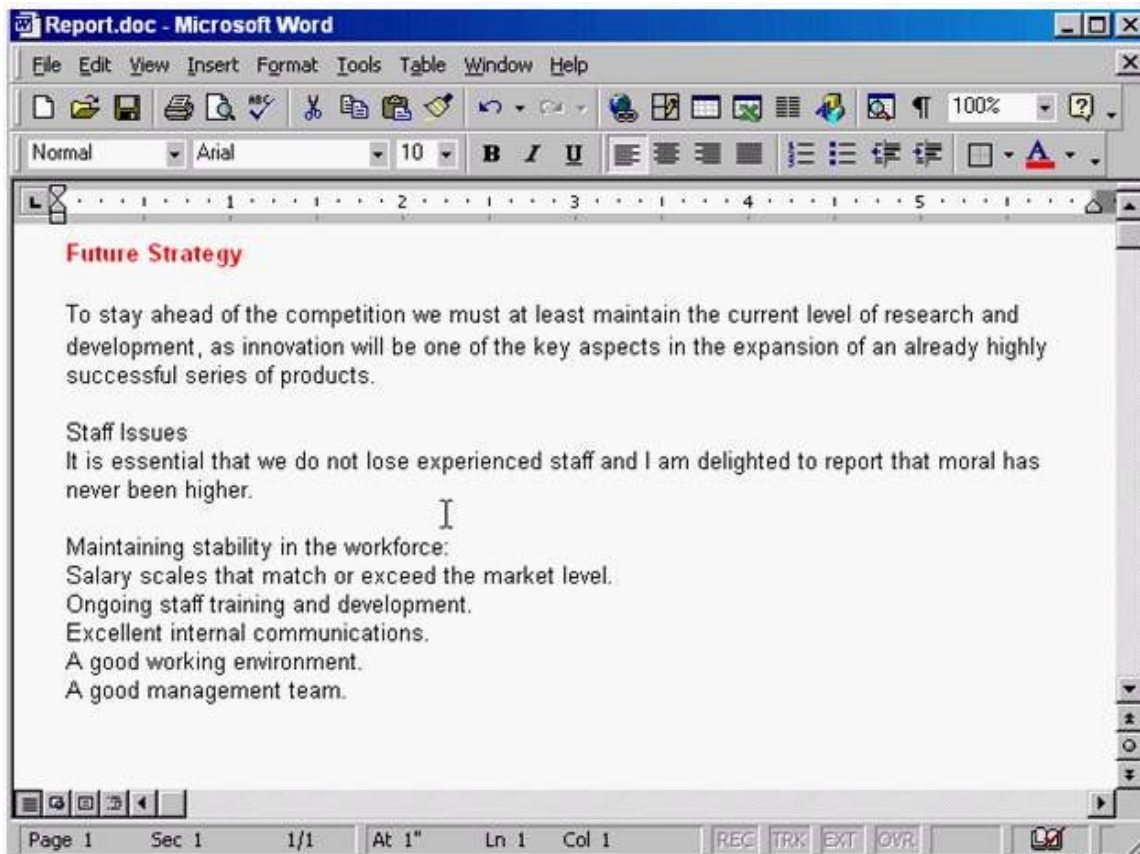 Report.doc - Microsoft Word
File Edit View Insert Format Tools Table Window Help
ABC 100%
Normal Arial 10 B I U A
1 2 3 4 5
Future Strategy
To stay ahead of the competition we must at least maintain the current level of research and
development, as innovation will be one of the key aspects in the expansion of an already highly
successful series of products.
Staff Issues
It is essential that we do not lose experienced staff and I am delighted to report that moral has
never been higher.
Maintaining stability in the workforce:
Salary scales that match or exceed the market level.
Ongoing staff training and development.
Excellent internal communications.
A good working environment.
A good management team.
Page 1 Sec 1 1/1 At 1" Ln 1 Col 1 REC TRK EXT OVR